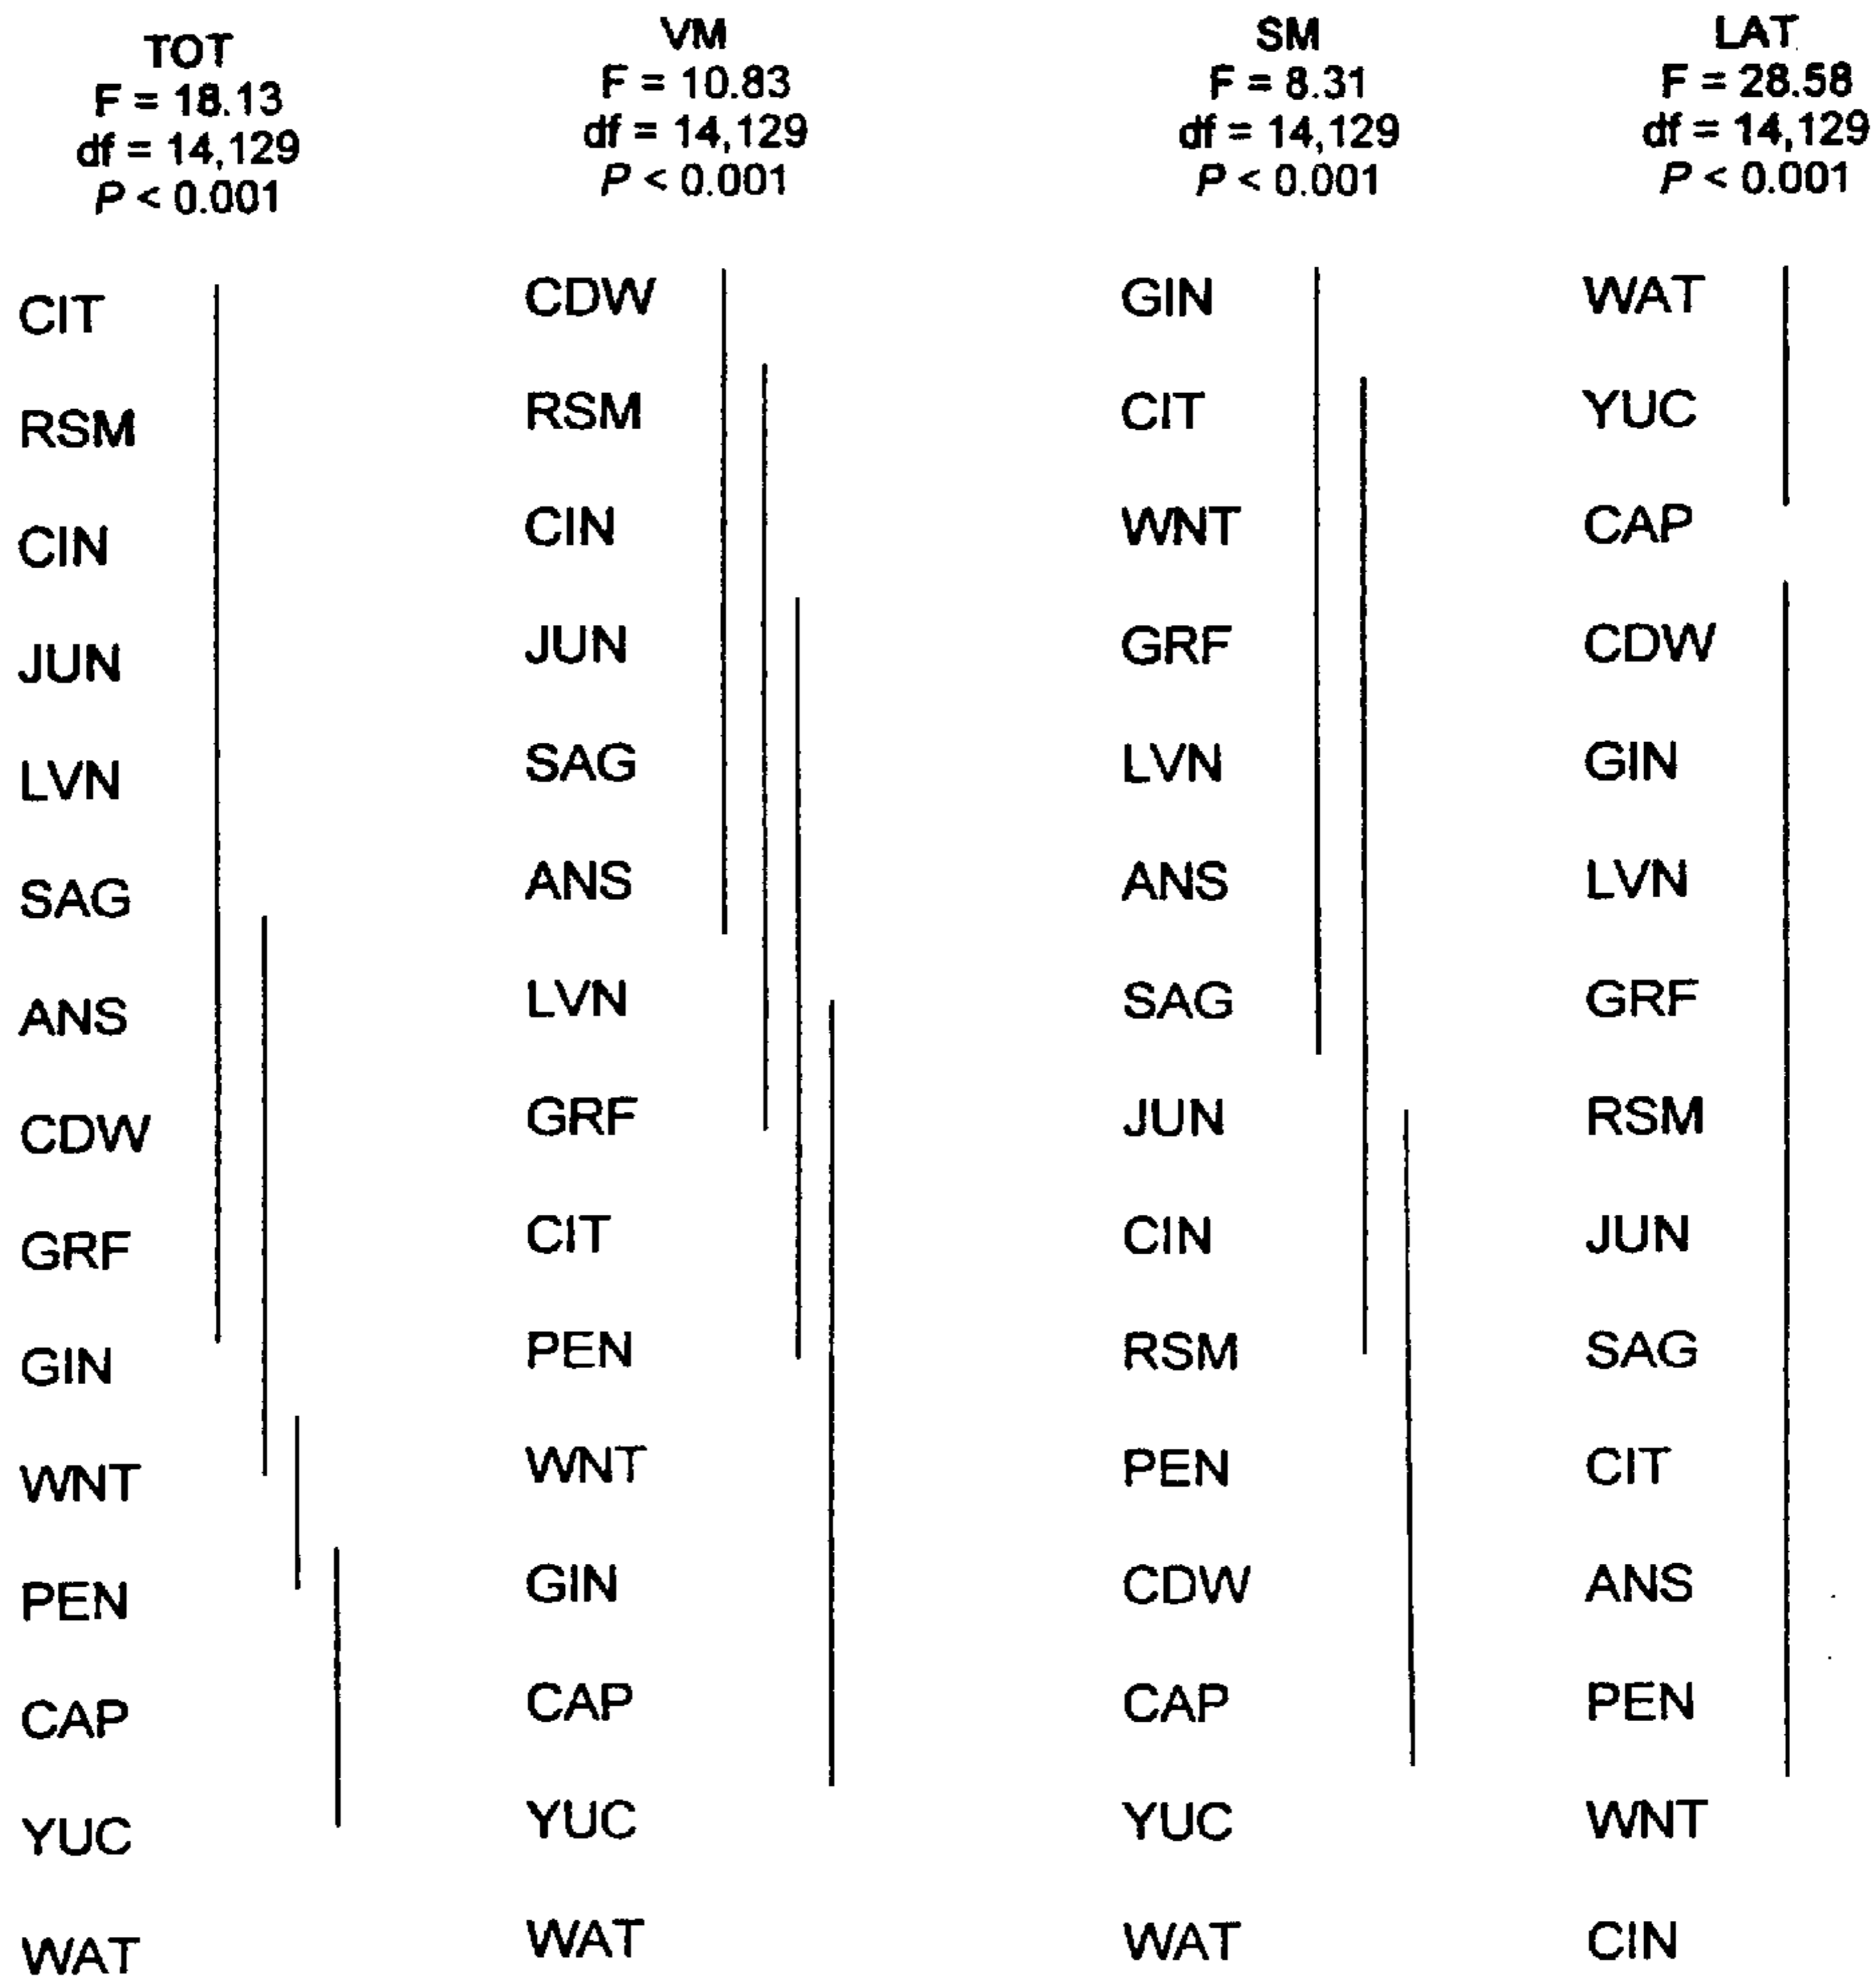 TOT
F = 18.13
df = 14,129
P < 0.001
CIT
RSM
CIN
JUN
LVN
SAG
ANS
CDW
GRF
GIN
WNT
PEN
CAP
YUC
WAT
VM
F = 10.83
df = 14,129
P < 0.001
CDW
RSM
CIN
JUN
SAG
ANS
LVN
GRF
CIT
PEN
WNT
GIN
CAP
YUC
WAT
SM
F = 8.31
df = 14,129
P < 0.001
GIN
CIT
WNT
GRF
LVN
ANS
SAG
JUN
CIN
RSM
PEN
CDW
CAP
YUC
WAT
LAT
F = 28.58
df = 14,129
P < 0.001
WAT
YUC
CAP
CDW
GIN
LVN
GRF
RSM
JUN
SAG
CIT
ANS
PEN
WNT
CIN